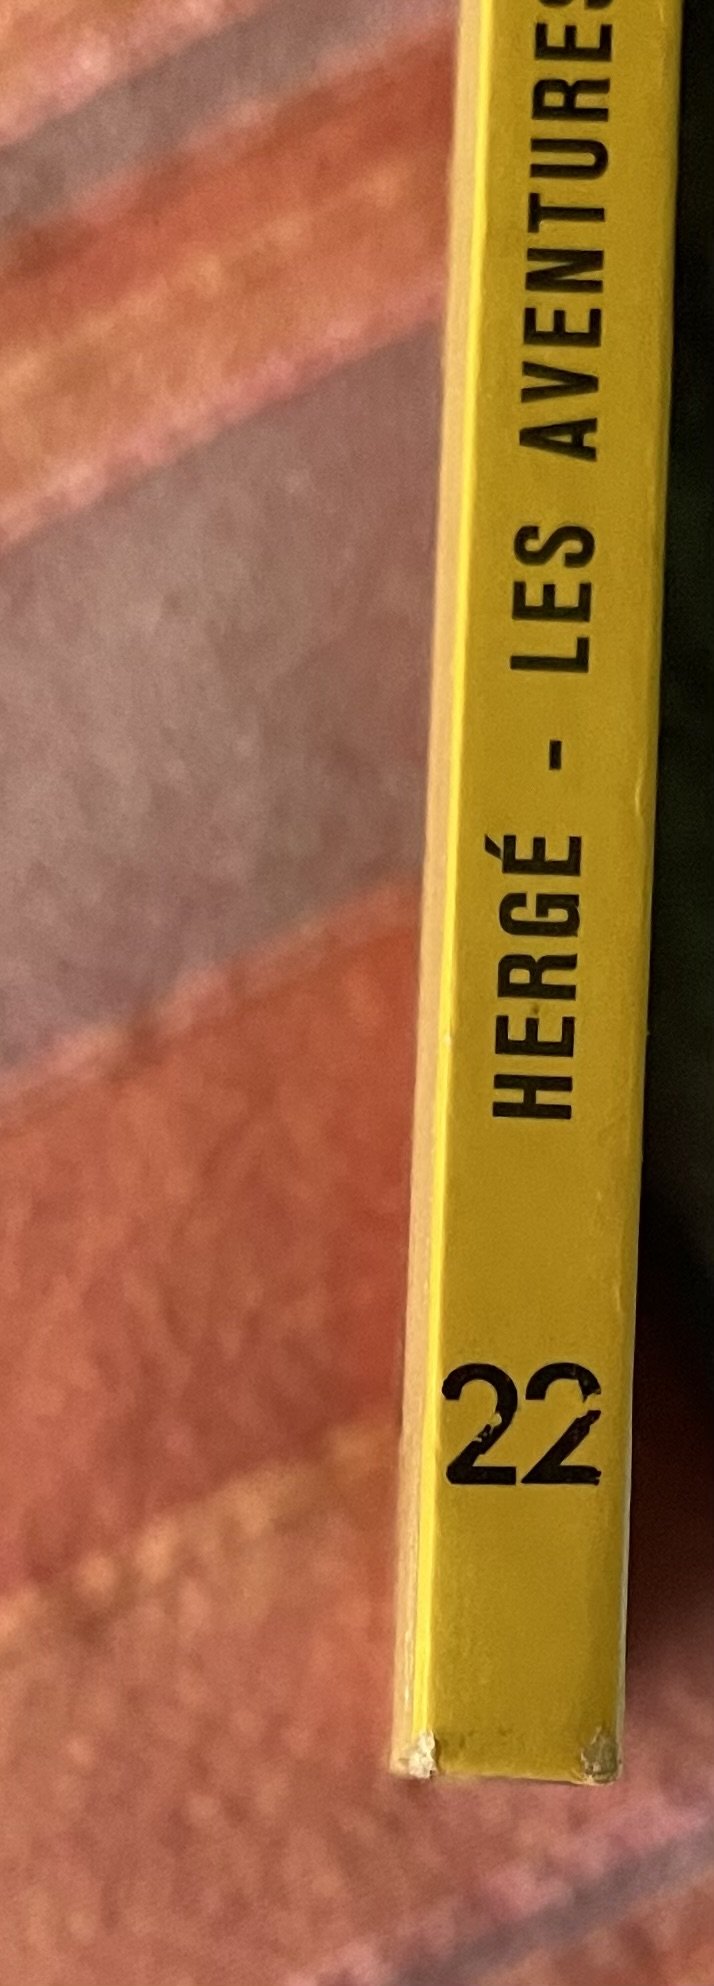 HERGÉ - LES AVENTURES
22